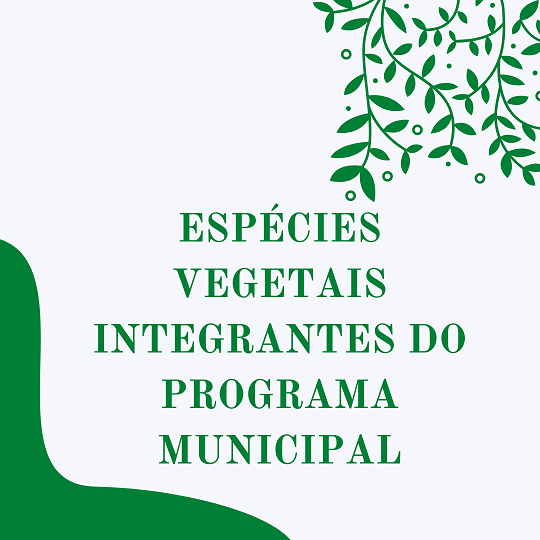 ESPÉCIES
VEGETAIS
INTEGRANTES DO
PROGRAMA
MUNICIPAL